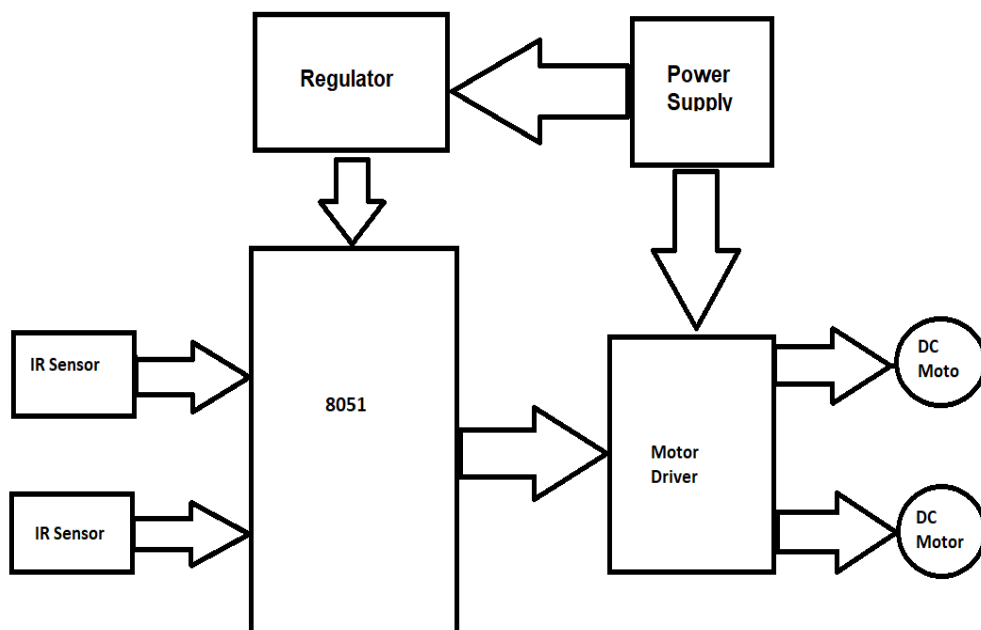 Regulator
Power
Supply
IR Sensor
8051
DC
Moto
Motor
Driver
IR Sensor
DC
Motor